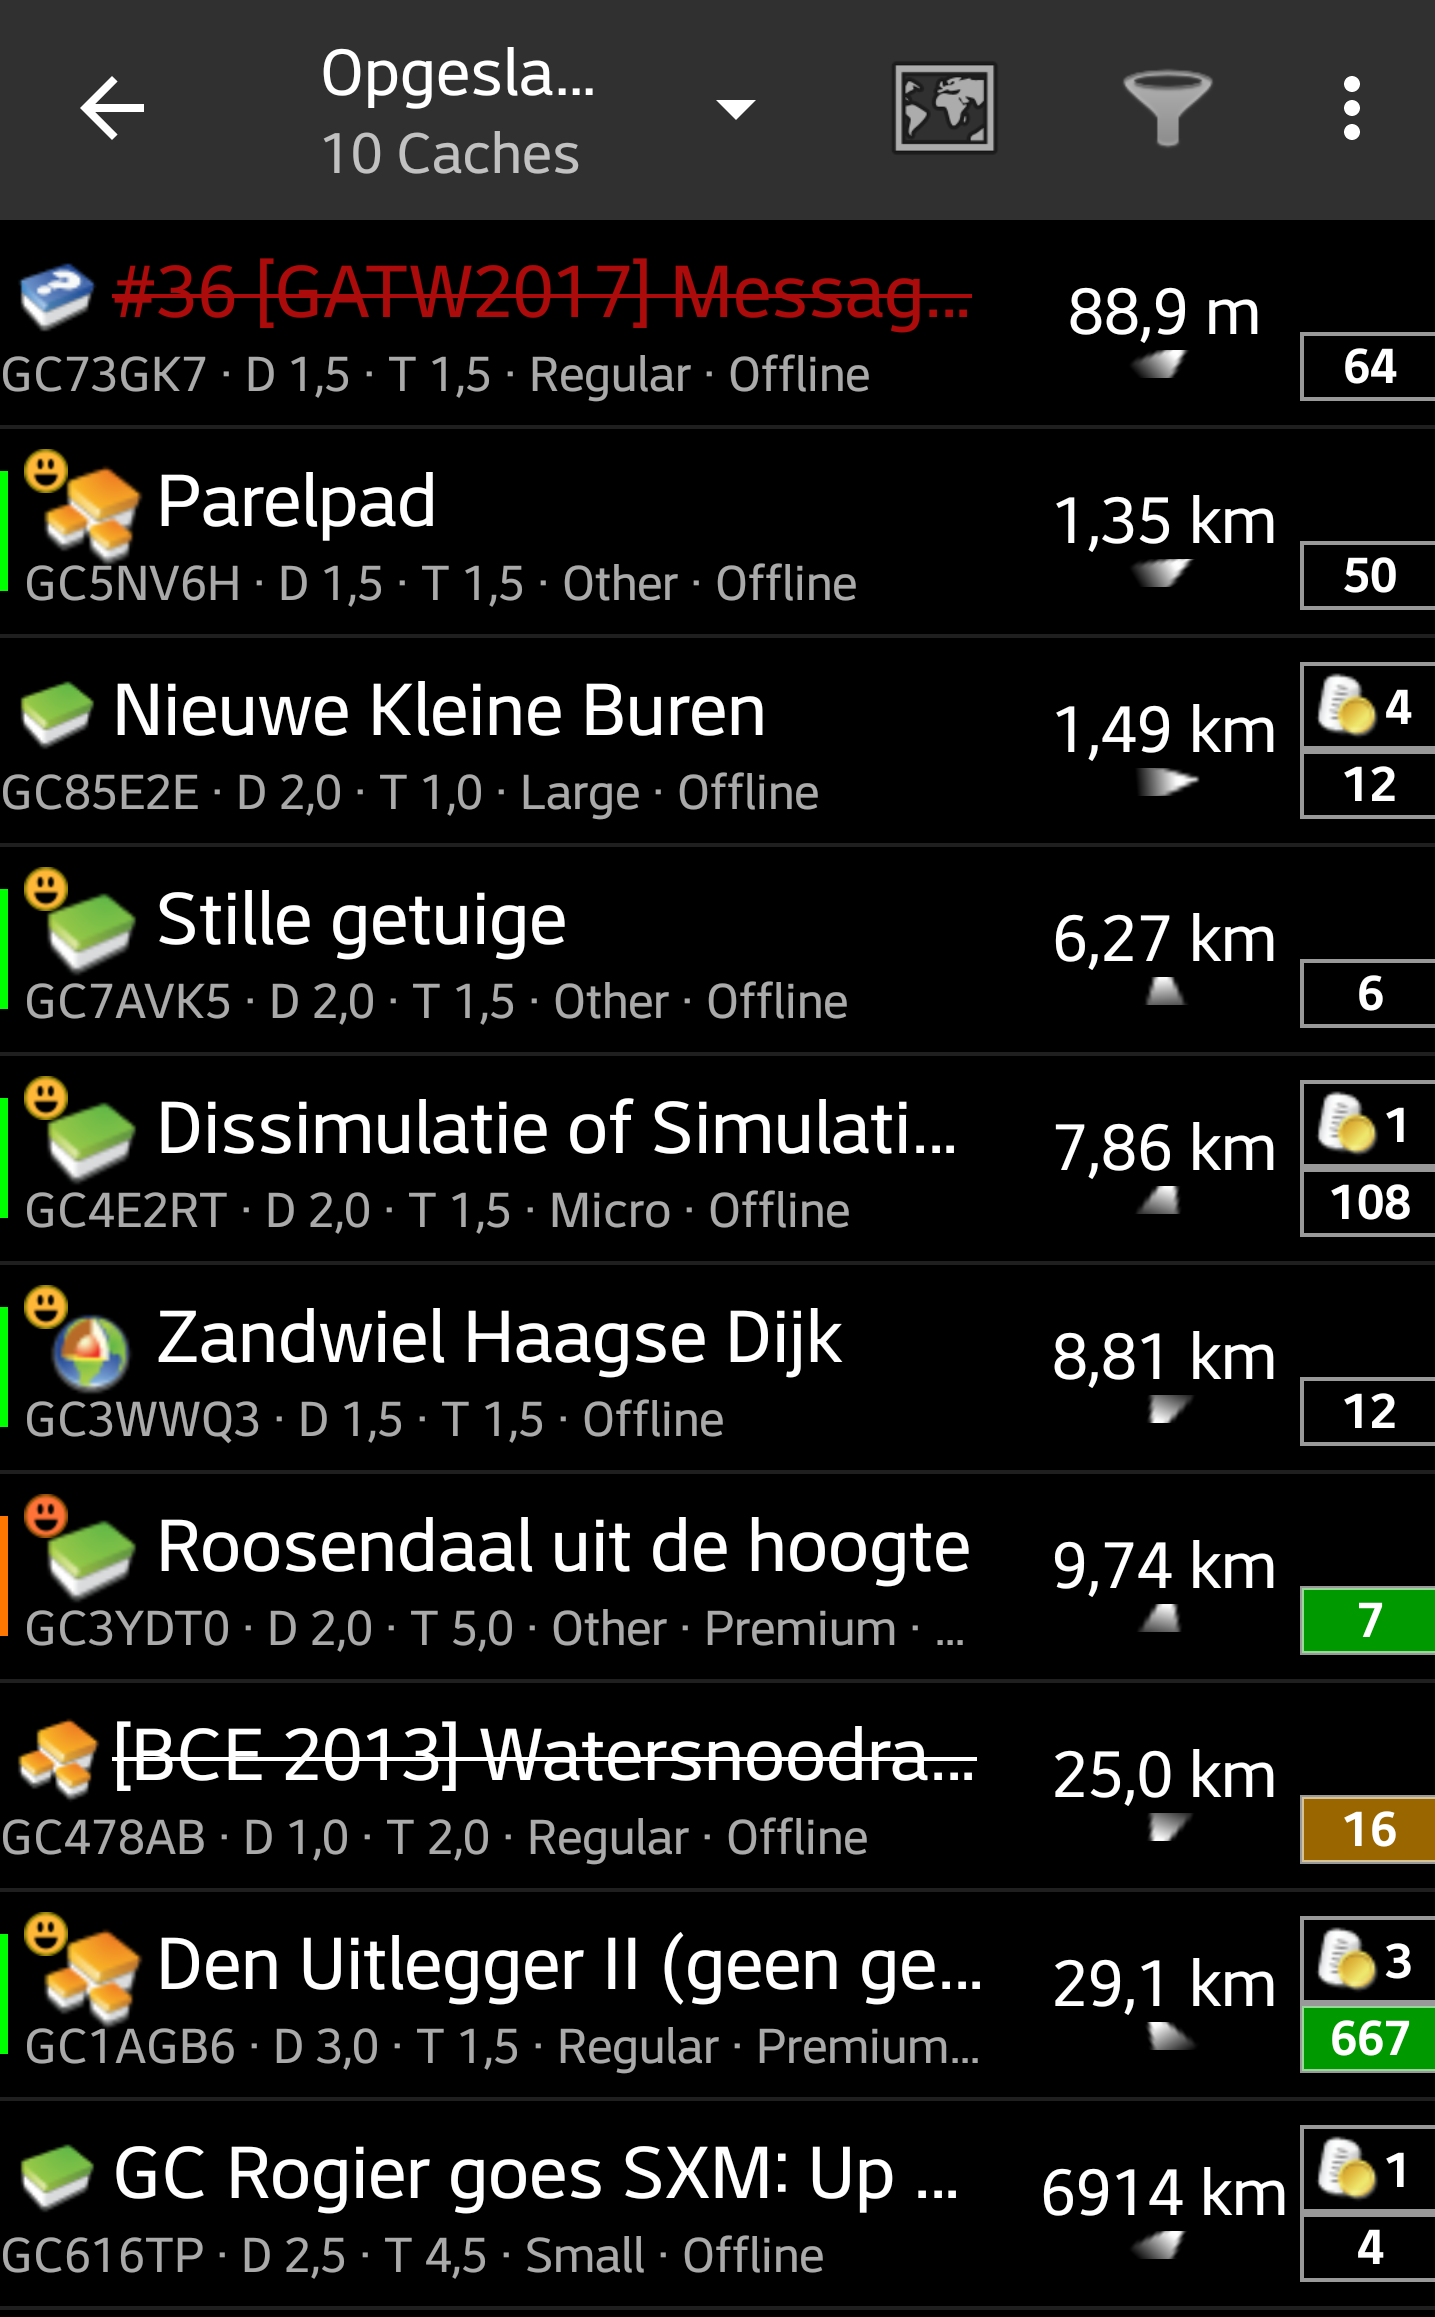 Opgesla...
10 Caches
#36 [GATW2017] Messag...
88,9 m
GC73GK7 · D 1,5 · T 1,5 · Regular · Offline
64
Parelpad
1,35 km
GC5NV6H · D 1,5 · T 1,5 · Other · Offline
50
Nieuwe Kleine Buren
1,49 km
4
GC85E2E · D 2,0 · T 1,0 · Large · Offline
12
Stille getuige
6,27 km
GC7AVK5 · D 2,0 · T 1,5 · Other · Offline
6
Dissimulatie of Simulati...
7,86 km
1
GC4E2RT · D 2,0 · T 1,5 · Micro · Offline
108
Zandwiel Haagse Dijk
8,81 km
GC3WWQ3 · D 1,5 · T 1,5 · Offline
12
Roosendaal uit de hoogte
9,74 km
GC3YDT0 · D 2,0 · T 5,0 · Other · Premium · ...
7
[BCE 2013] Watersnoodra...
25,0 km
GC478AB · D 1,0 · T 2,0 · Regular · Offline
16
Den Uitlegger II (geen ge...
29,1 km
3
GC1AGB6 · D 3,0 · T 1,5 · Regular · Premium...
667
GC Rogier goes SXM: Up ...
6914 km
1
GC616TP · D 2,5 · T 4,5 · Small · Offline
4